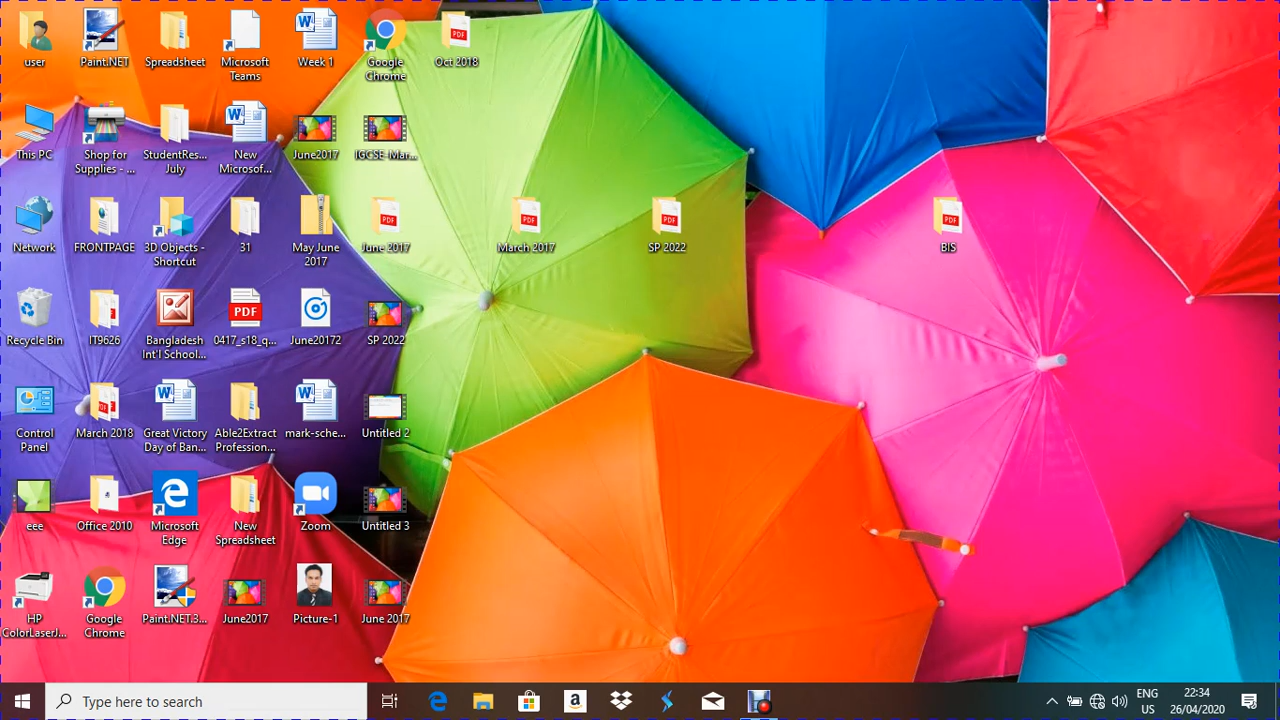 user
Paint.NET
Spreadsheet
Microsoft
Teams
Week 1
Google
Chrome
Oct 2018
This PC
Shop for
Supplies - ...
StudentRes...
July
New
Microsof...
June2017
IGCSE-Mar...
Network
FRONTPAGE
3D Objects -
Shortcut
31
May June
2017
June 2017
March 2017
SP 2022
BIS
Recycle Bin
IT9626
Bangladesh
Int'l School...
PDF
0417_s18_q...
June20172
SP 2022
Control
Panel
March 2018
Great Victory
Day of Ban...
Able2Extract
Profession...
mark-sche...
Untitled 2
eee
Office 2010
Microsoft
Edge
New
Spreadsheet
Zoom
Untitled 3
HP
ColorLaserJ...
Google
Chrome
Paint.NET.3...
June2017
Picture-1
June 2017
Type here to search
ENG
US
22:34
26/04/2020